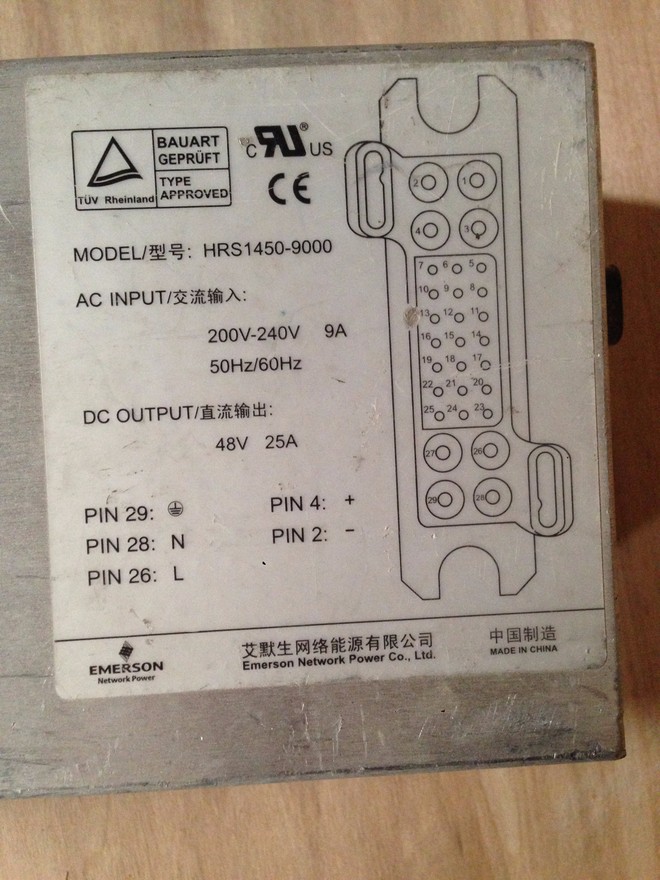 BAUART
GEPRÜFT
TÜV Rheinland
TYPE
APPROVED
C RU ® US
CE
MODEL/型号: HRS1450-9000
AC INPUT/交流输入:
200V-240V 9A
50Hz/60Hz
DC OUTPUT/直流输出:
48V 25A
PIN 29:
PIN 28: N
PIN 26: L
PIN 4: +
PIN 2: -
2 1
4 3
7 6 5
10 9 8
13 12 11
16 15 14
19 18 17
22 21 20
25 24 23
27 26
29 28
EMERSON
Network Power
艾默生网络能源有限公司
Emerson Network Power Co., Ltd.
中国制造
MADE IN CHINA